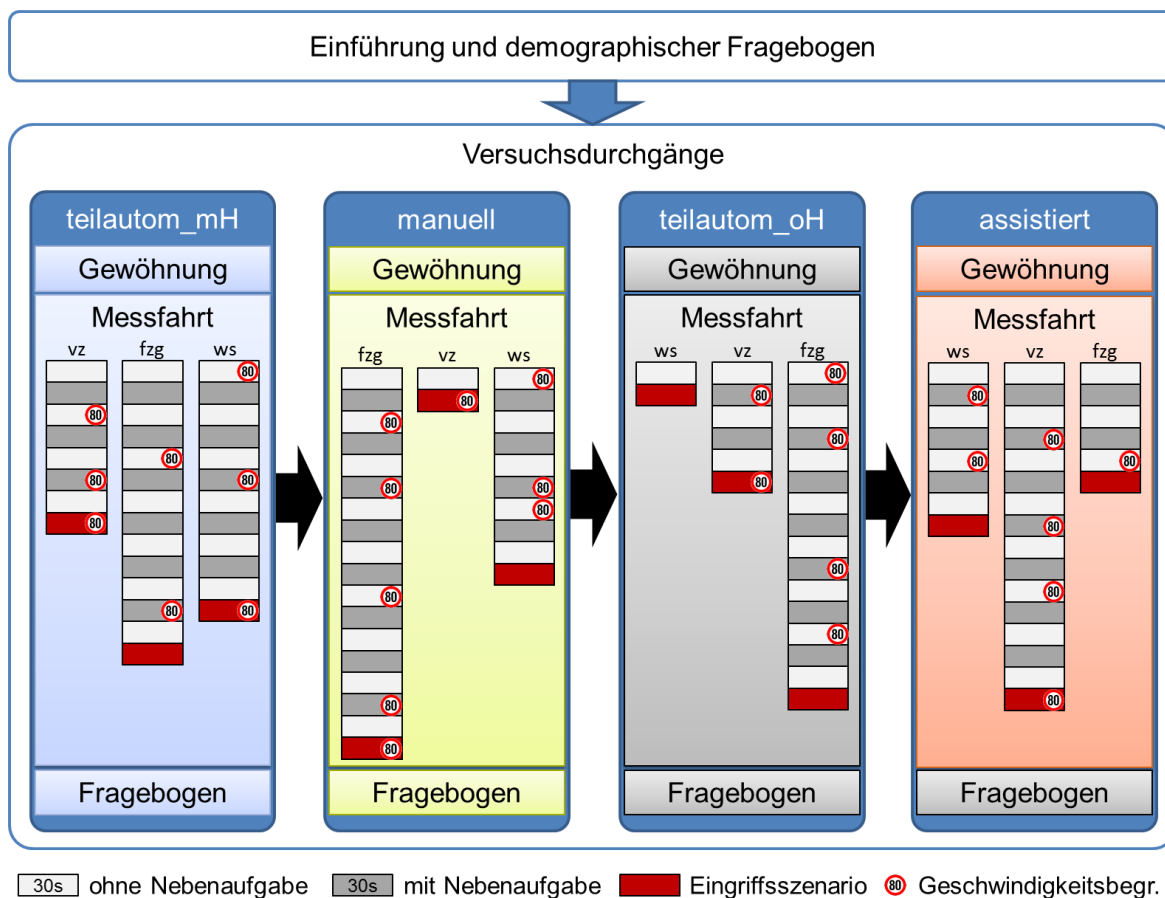 Einführung und demographischer Fragebogen
Versuchsdurchgänge
teilautom_mH
Gewöhnung
Messfahrt
vz fzg ws
80
80
80
80
80
80
80
80
Fragebogen
manuell
Gewöhnung
Messfahrt
fzg vz ws
80
80
80
80
80
80
80
80
80
Fragebogen
teilautom_oH
Gewöhnung
Messfahrt
ws vz fzg
80
80
80
80
80
80
Fragebogen
assistiert
Gewöhnung
Messfahrt
ws vz fzg
80
80
80
80
80
80
80
Fragebogen
30s ohne Nebenaufgabe 30s mit Nebenaufgabe Eingriffsszenario 80 Geschwindigkeitsbegr.